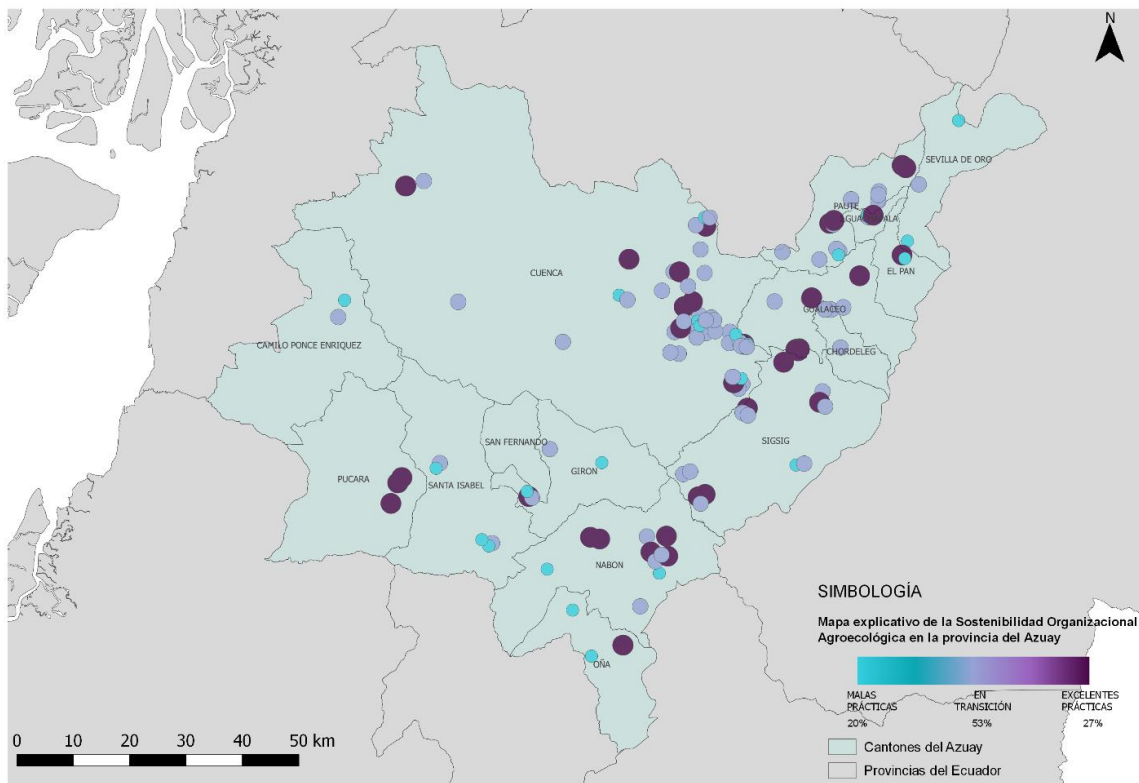 N
SEVILLA DE ORO
PAUTE
GUACHAPALA
CUENCA
EL PAN
GUALACEO
CAMILO PONCE ENRIQUEZ
CHORDELEG
SAN FERNANDO
SIGSIG
GIRON
PUCARA
SANTA ISABEL
NABON
OÑA
SIMBOLOGÍA
Mapa explicativo de la Sostenibilidad Organizacional
Agroecológica en la provincia del Azuay
MALAS EN EXCELENTES
PRÁCTICAS TRANSICIÓN PRÁCTICAS
20% 53% 27%
0 10 20 30 40 50 km
Cantones del Azuay
Provincias del Ecuador